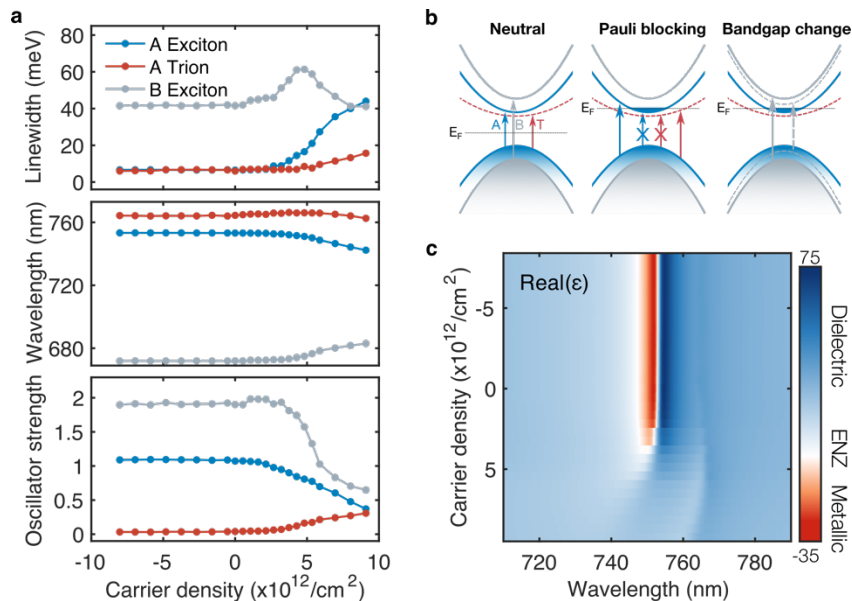 a
Linewidth (meV)
80
60
40
20
0
A Exciton
A Trion
B Exciton
Wavelength (nm)
760
720
680
Oscillator strength
2
1.5
1
0.5
0
-10
-5
0
5
10
Carrier density (x10^12/cm^2)
b
Neutral
Pauli blocking
Bandgap change
E_F
A
B
T
E_F
E_F
c
Real(ε)
Carrier density (x10^12/cm^2)
-5
0
5
720
740
760
780
Wavelength (nm)
75
-35
Dielectric
ENZ
Metallic